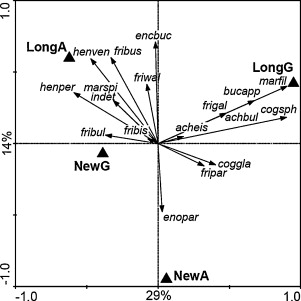 1.0
encbuc
LongA
henven
fribus
LongG
marfil
friwal
bucapp
henper
marspi
indet
frigal
cogsph
achbul
fribul
fribis
acheis
14%
NewG
coggla
fripar
enopar
NewA
-1.0
-1.0
29%
1.0